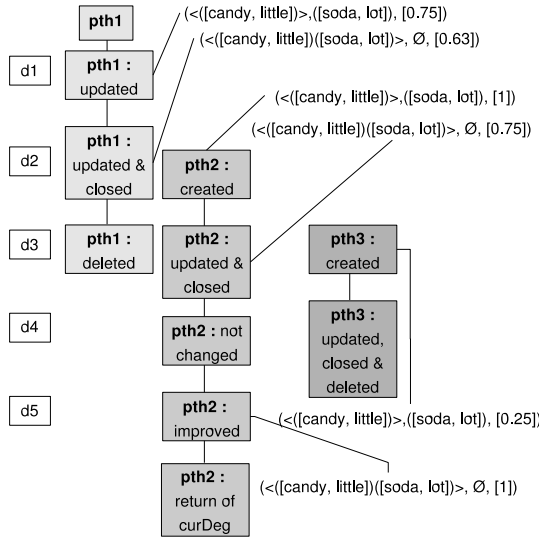 pth1
(<([candy, little])>,([soda, lot]), [0.75])
(<([candy, little])([soda, lot])>, Ø, [0.63])
d1
pth1 :
updated
(<([candy, little])>,([soda, lot]), [1])
(<([candy, little])([soda, lot])>, Ø, [0.75])
d2
pth1 :
updated &
closed
pth2 :
created
d3
pth1 :
deleted
pth2 :
updated &
closed
pth3 :
created
d4
pth2 : not
changed
pth3 :
updated,
closed &
deleted
d5
pth2 :
improved
(<([candy, little])>,([soda, lot]), [0.25])
pth2 :
return of
curDeg
(<([candy, little])([soda, lot])>, Ø, [1])